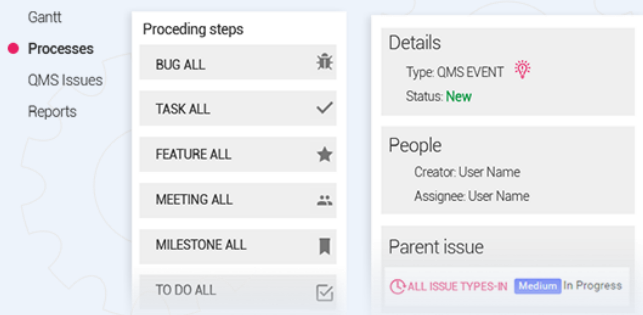 Gantt
Processes
QMS Issues
Reports
Proceding steps
BUG ALL
TASK ALL
FEATURE ALL
MEETING ALL
MILESTONE ALL
TO DO ALL
Details
Type: QMS EVENT
Status: New
People
Creator: User Name
Assignee: User Name
Parent issue
ALL ISSUE TYPES-IN Medium In Progress